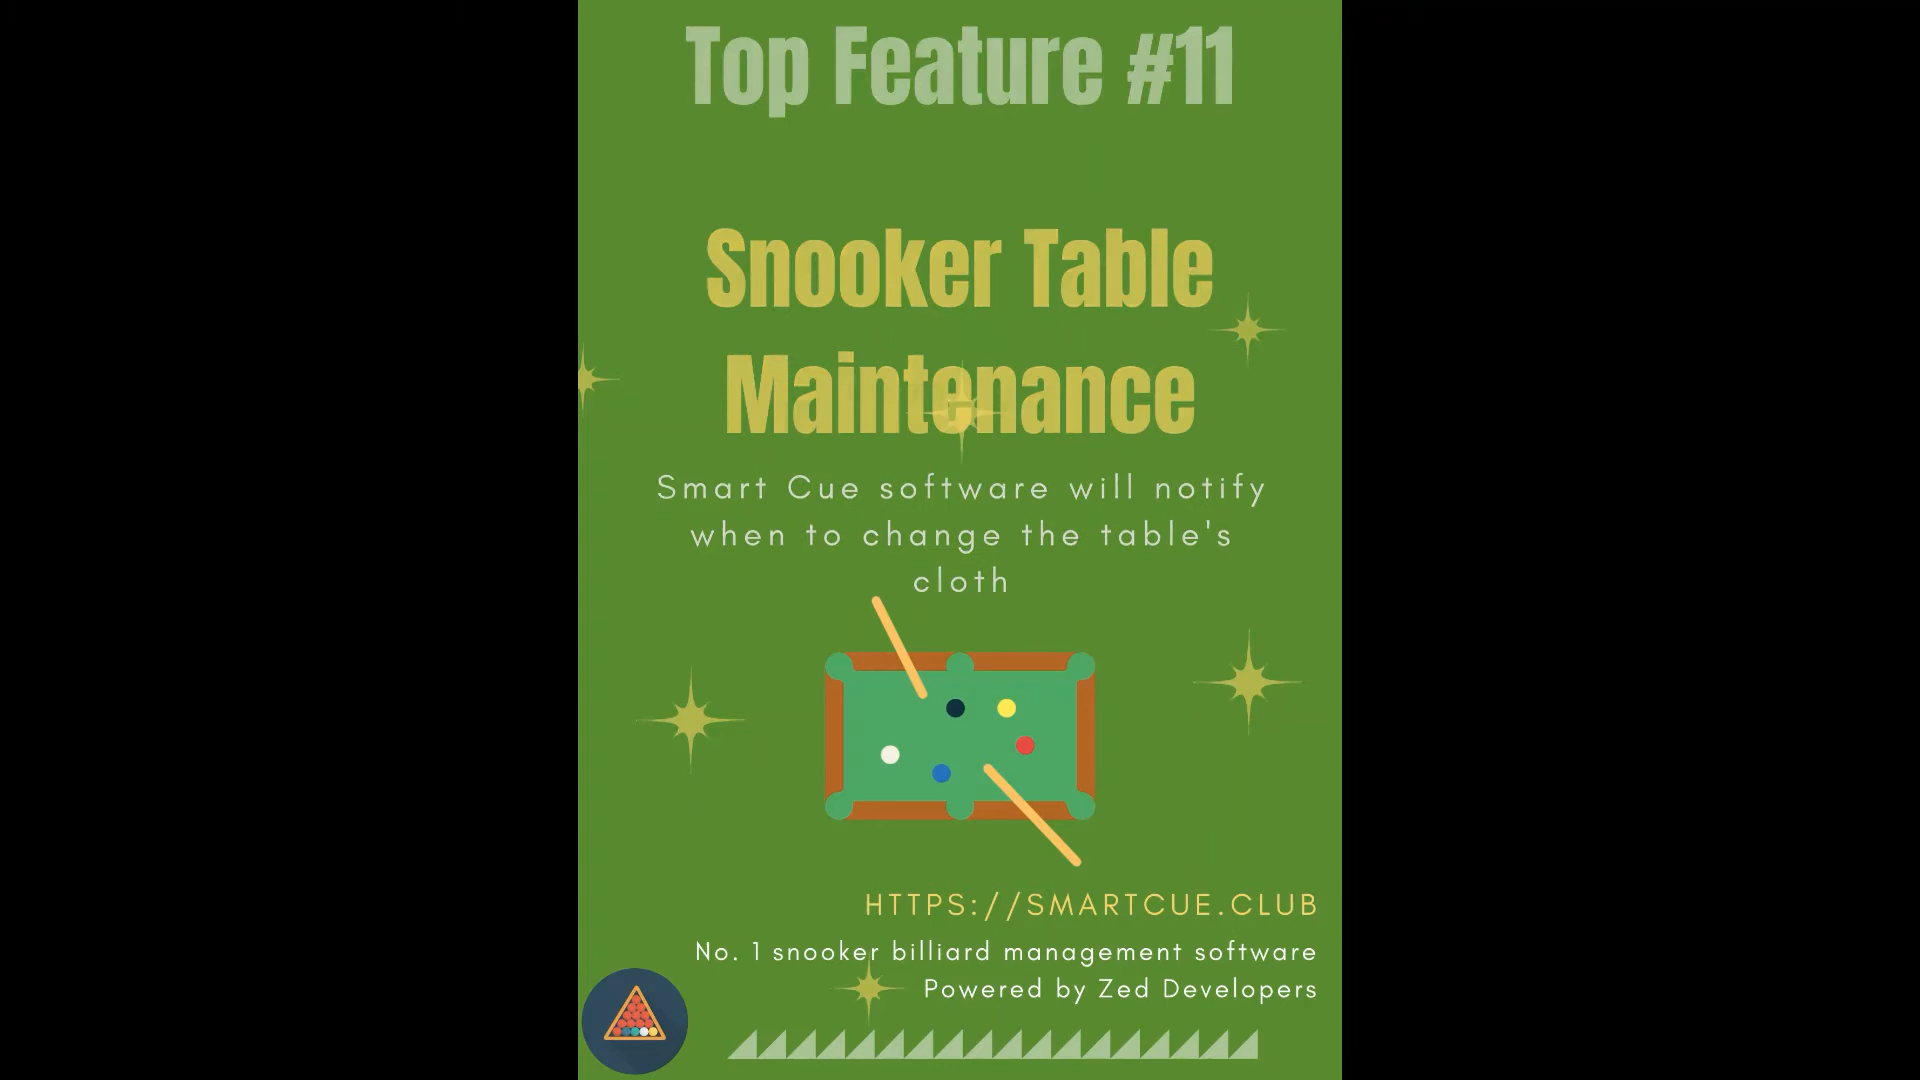 Top Feature #11
Snooker Table
Maintenance
Smart Cue software will notify
when to change the table's
cloth
HTTPS://SMARTCUE.CLUB
No. 1 snooker billiard management software
Powered by Zed Developers